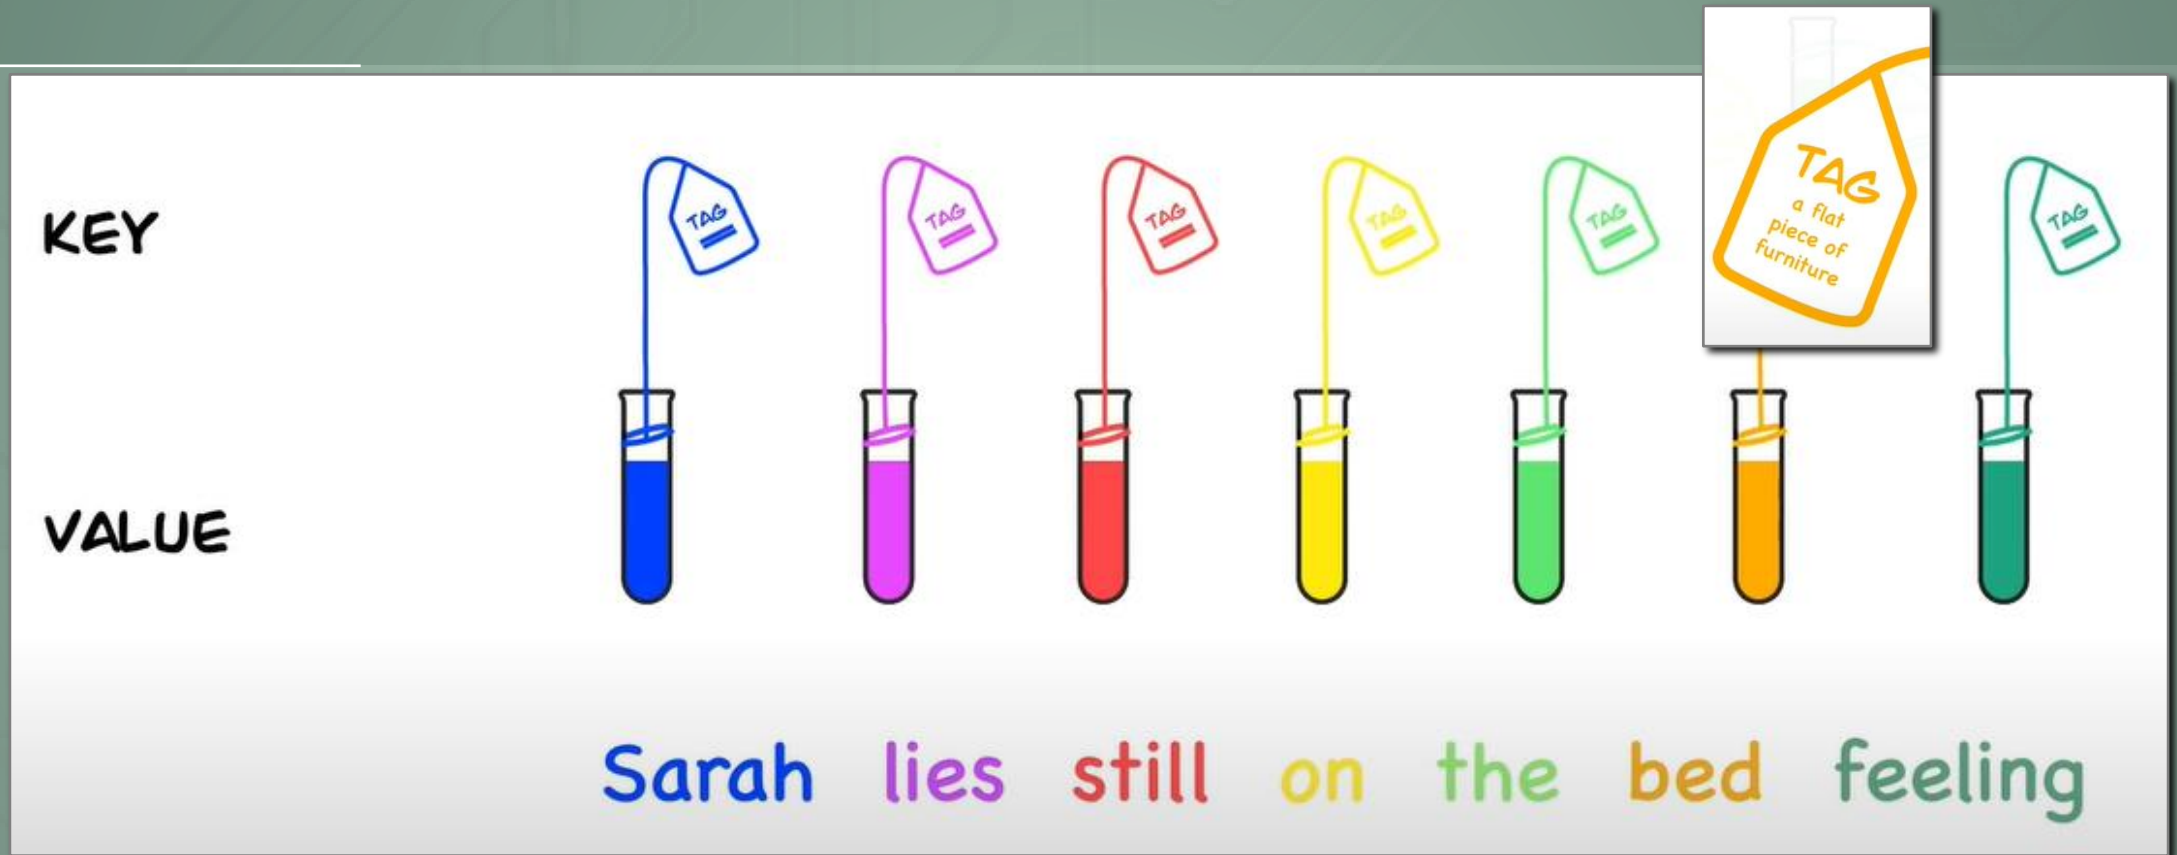 KEY
TAG
TAG
TAG
TAG
TAG
TAG
a flat
piece of
furniture
TAG
VALUE
Sarah lies still on the bed feeling